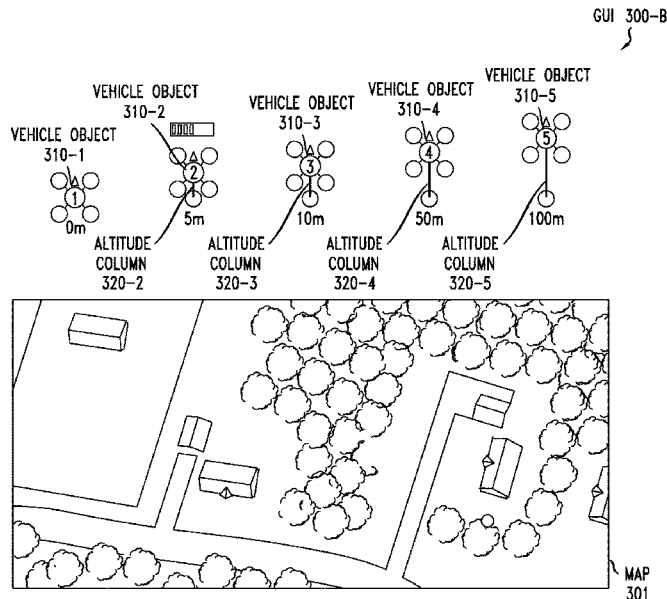 GUI 300-B
VEHICLE OBJECT
310-1
VEHICLE OBJECT
310-2
VEHICLE OBJECT
310-3
VEHICLE OBJECT
310-4
VEHICLE OBJECT
310-5
1
2
3
4
5
0m
5m
10m
50m
100m
ALTITUDE
COLUMN
320-2
ALTITUDE
COLUMN
320-3
ALTITUDE
COLUMN
320-4
ALTITUDE
COLUMN
320-5
MAP
301